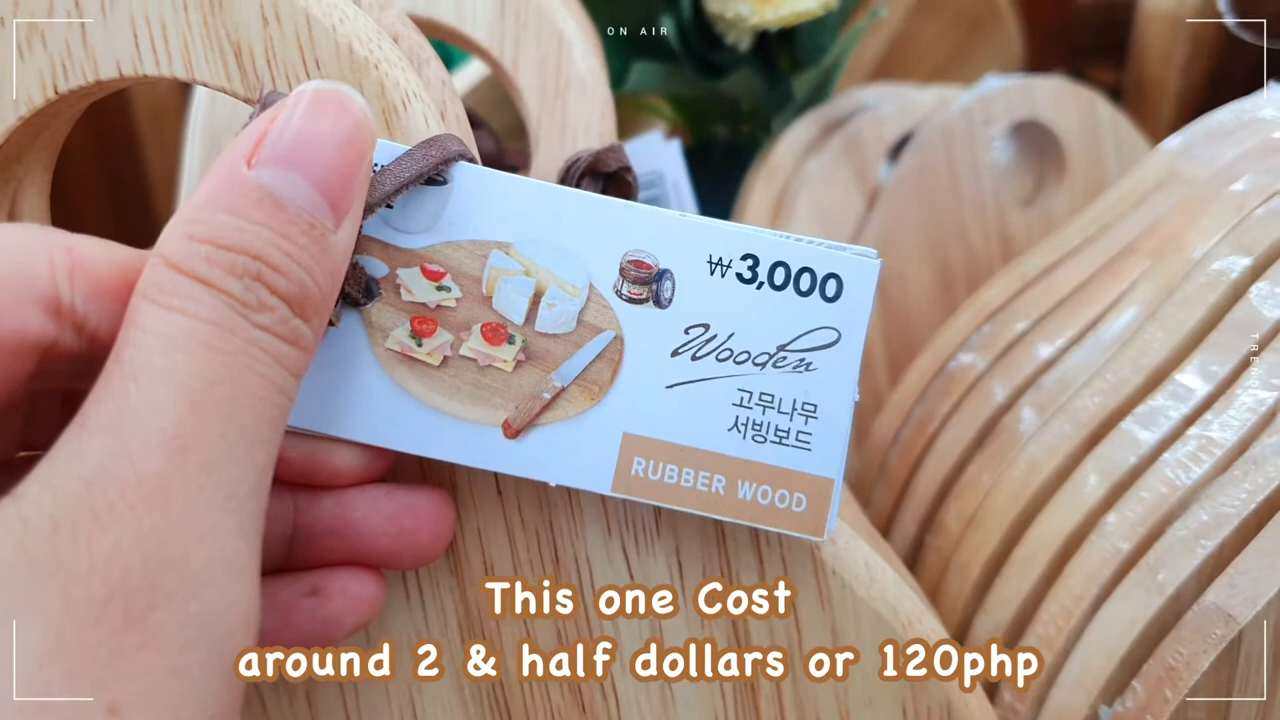 ON AIR
₩3,000
Wooden
고무나무
서빙보드
RUBBER WOOD
This one Cost
around 2 & half dollars or 120php